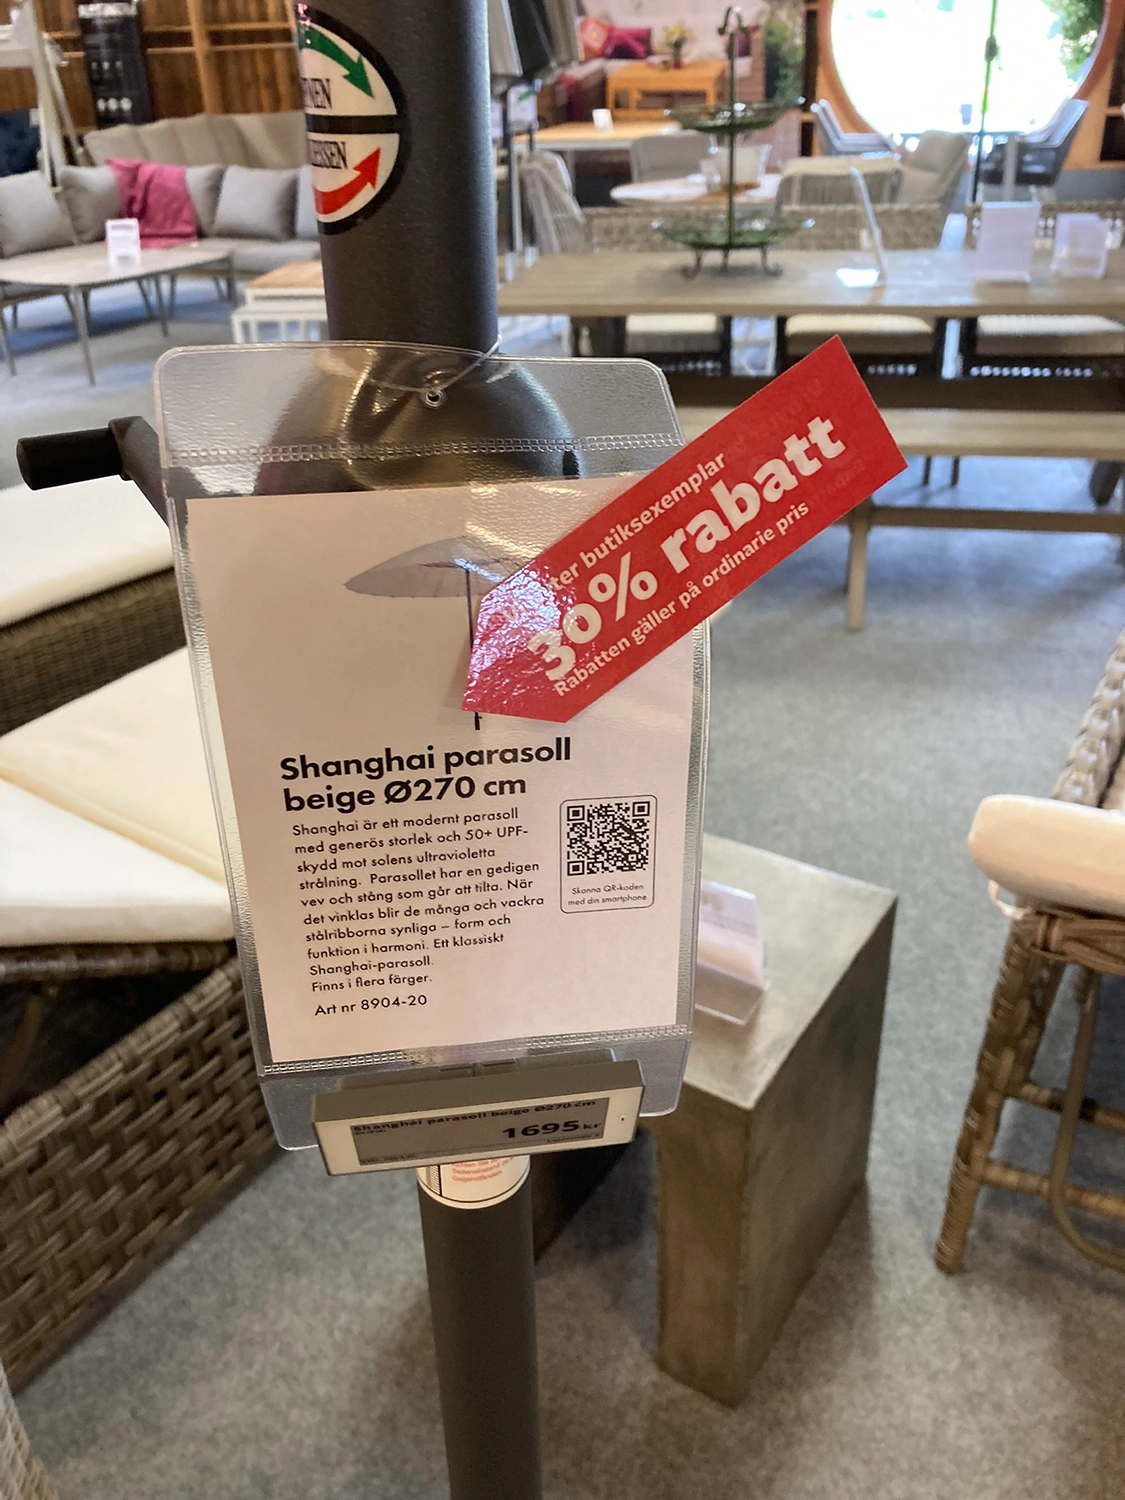 butiksexemplar
30% rabatt
Rabatten gäller på ordinarie pris
Shanghai parasoll
beige Ø270 cm
Shanghai är ett modernt parasoll
med generös storlek och 50+ UPF-
skydd mot solens ultravioletta
strålning. Parasollet har en gedigen
vev och stång som går att tilta. När
det vinklas blir de många och vackra
stålribborna synliga – form och
funktion i harmoni. Ett klassiskt
Shanghai-parasoll.
Finns i flera färger.
Art nr 8904-20
Skanna QR-koden
med din smartphone
Shanghai parasoll beige Ø270 cm
1695 kr